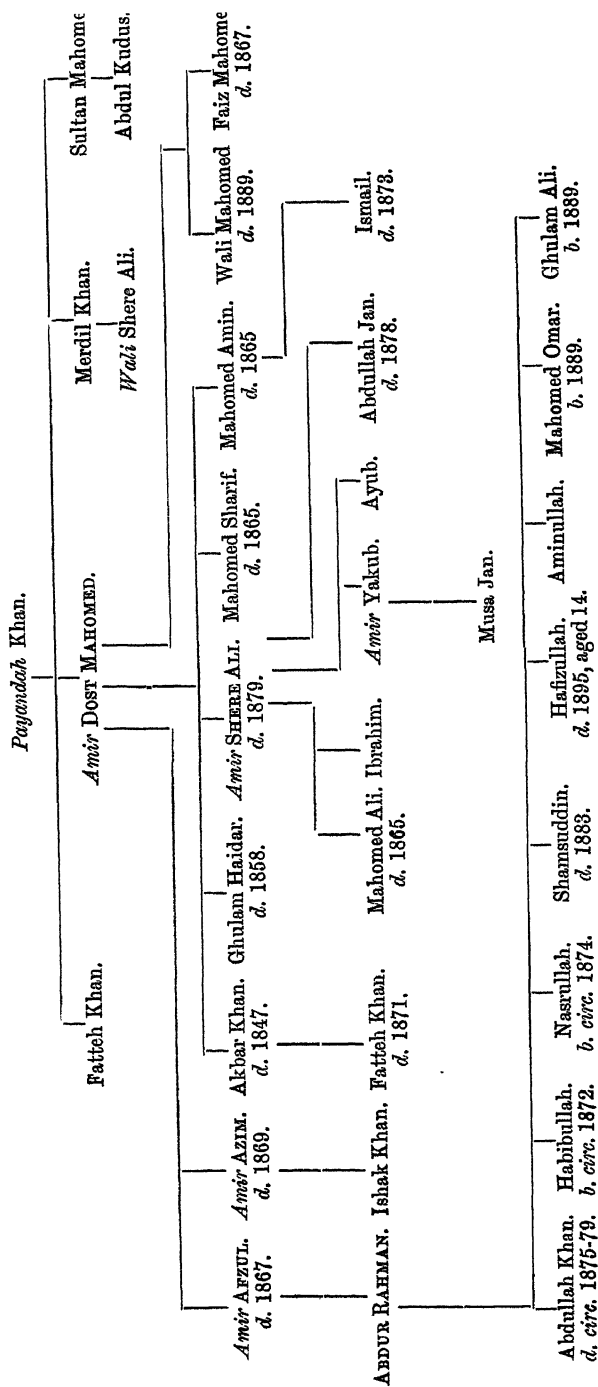 Payandah Khan.
Fatteh Khan. Amir DOST MAHOMED. Merdil Khan. Sultan Mahome
Wali Shere Ali. Abdul Kudus.
Amir AFZUL. Amir AZIM. Akbar Khan. Ghulam Haidar. Amir SHERE ALI. Mahomed Sharif. Mahomed Amin. Wali Mahomed Faiz Mahome
d. 1867. d. 1869. d. 1847. d. 1858. d. 1879. d. 1865. d. 1865 d. 1889. d. 1867.
ABDUR RAHMAN. Ishak Khan. Fatteh Khan. Mahomed Ali. Ibrahim. Amir Yakub. Ayub. Abdullah Jan. Ismail.
d. 1871. d. 1865. d. 1878. d. 1873.
Musa Jan.
Abdullah Khan. Habibullah. Nasrullah. Shamsuddin. Hafizullah. Aminullah. Mahomed Omar. Ghulam Ali.
d. circ. 1875-79. b. circ. 1872. b. circ. 1874. d. 1883. d. 1895, aged 14. b. 1889. b. 1889.